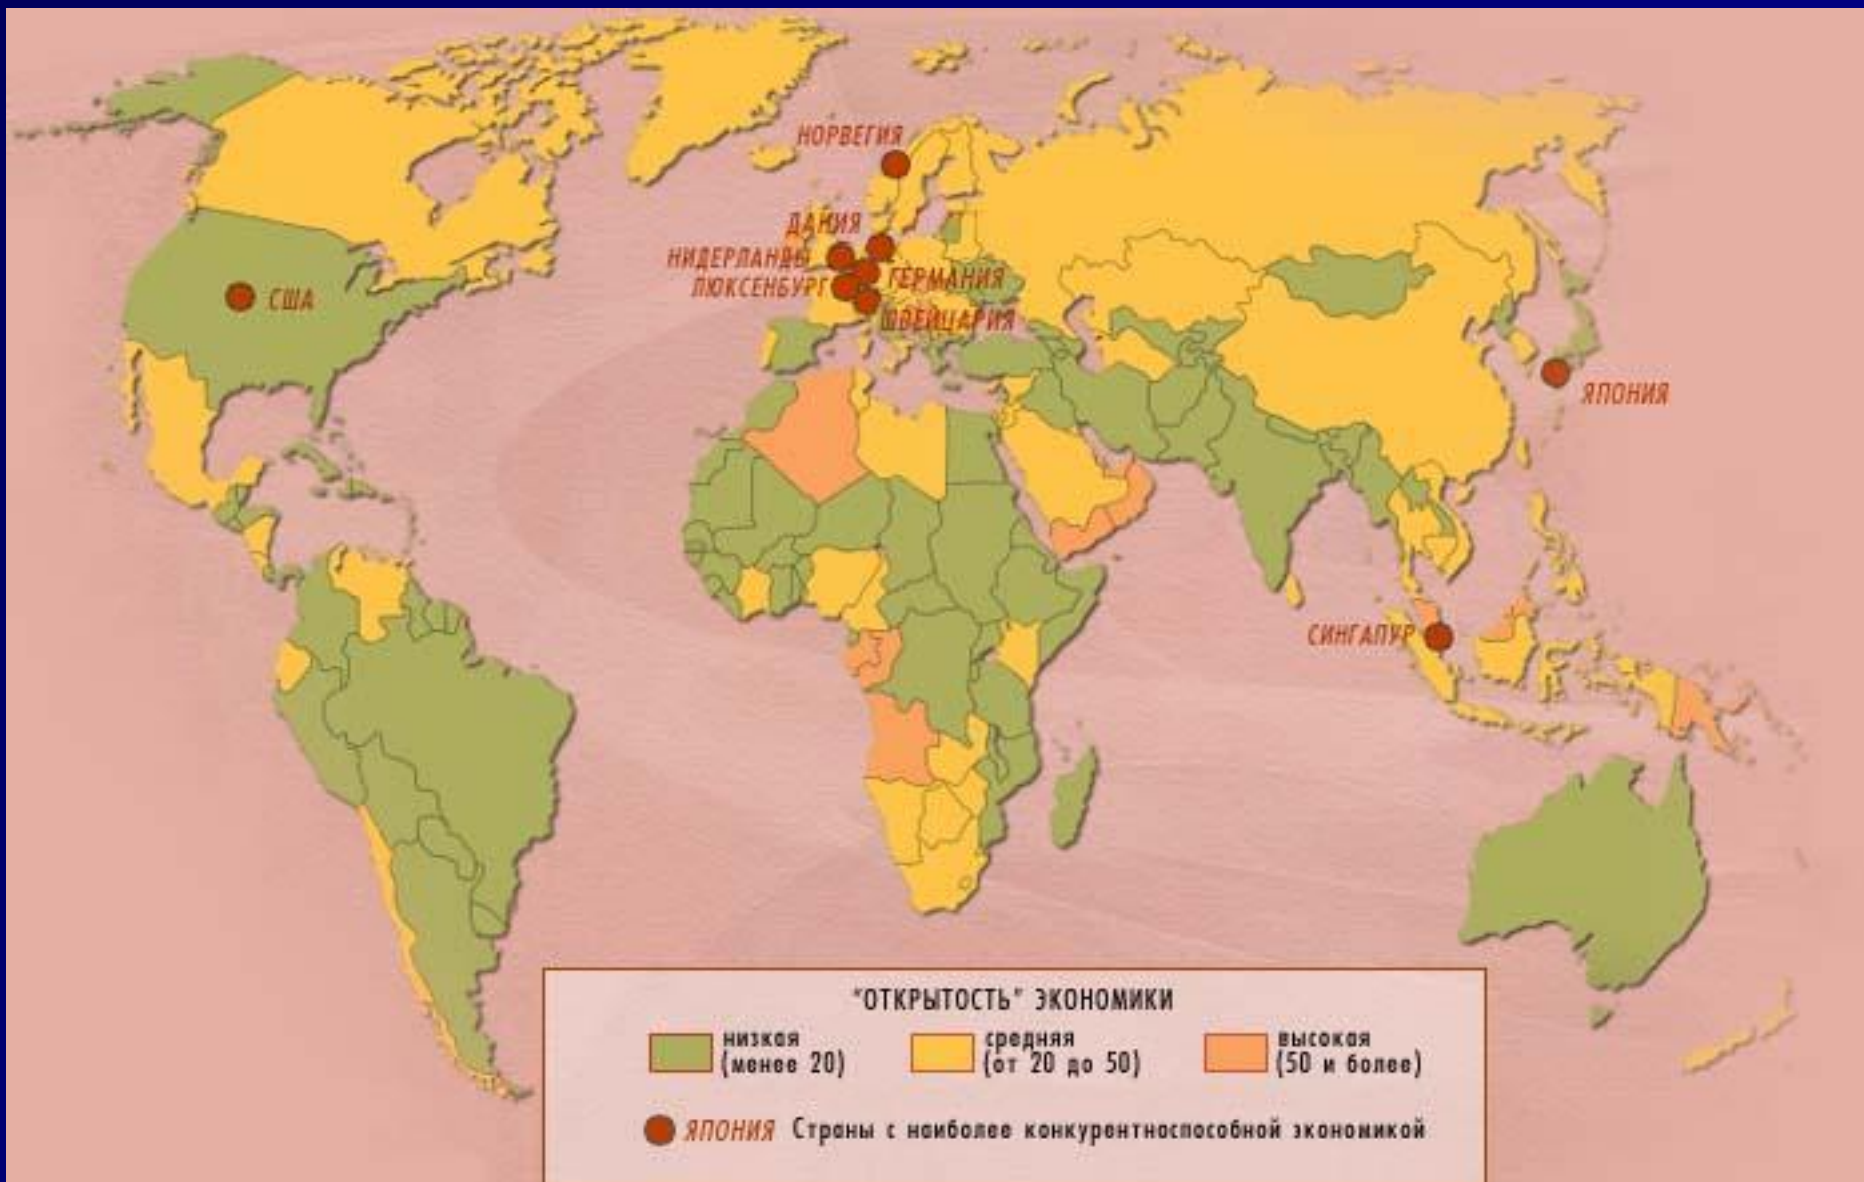 НОРВЕГИЯ
ДАНИЯ
НИДЕРЛАНДЫ
ЛЮКСЕНБУРГ
ГЕРМАНИЯ
ШВЕЙЦАРИЯ
США
ЯПОНИЯ
СИНГАПУР
"ОТКРЫТОСТЬ" ЭКОНОМИКИ
низкая
(менее 20)
средняя
(от 20 до 50)
высокая
(50 и более)
ЯПОНИЯ Страны с наиболее конкурентноспособной экономикой